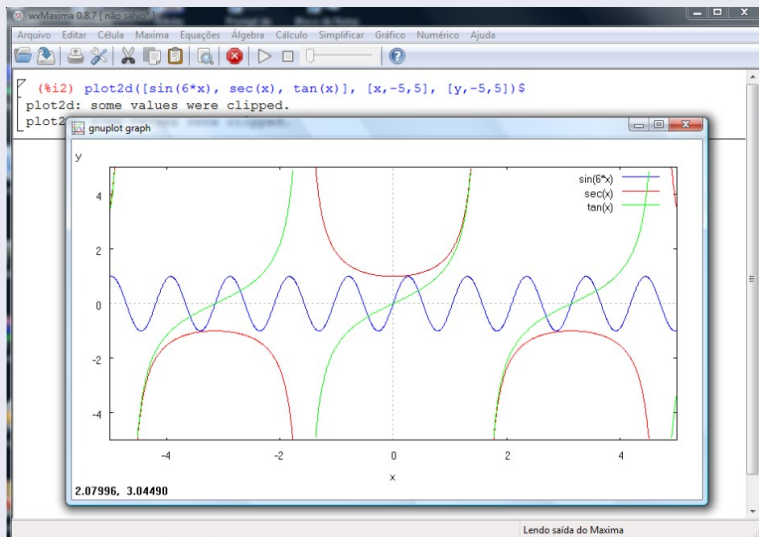 wxMaxima 0.8.7 [ não salvo* ]
Arquivo Editar Célula Maxima Equações Álgebra Cálculo Simplificar Gráfico Numérico Ajuda
(%i2) plot2d([sin(6*x), sec(x), tan(x)], [x,-5,5], [y,-5,5])$
plot2d: some values were clipped.
plot2
gnuplot graph
y
sin(6*x)
sec(x)
tan(x)
4
2
0
-2
-4
-4 -2 0 2 4
x
2.07996, 3.04490
Lendo saída do Maxima